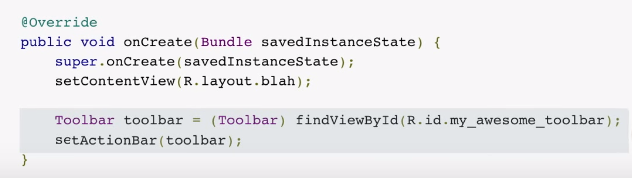 @Override
public void onCreate(Bundle savedInstanceState) {
    super.onCreate(savedInstanceState);
    setContentView(R.layout.blah);

    Toolbar toolbar = (Toolbar) findViewById(R.id.my_awesome_toolbar);
    setActionBar(toolbar);
}